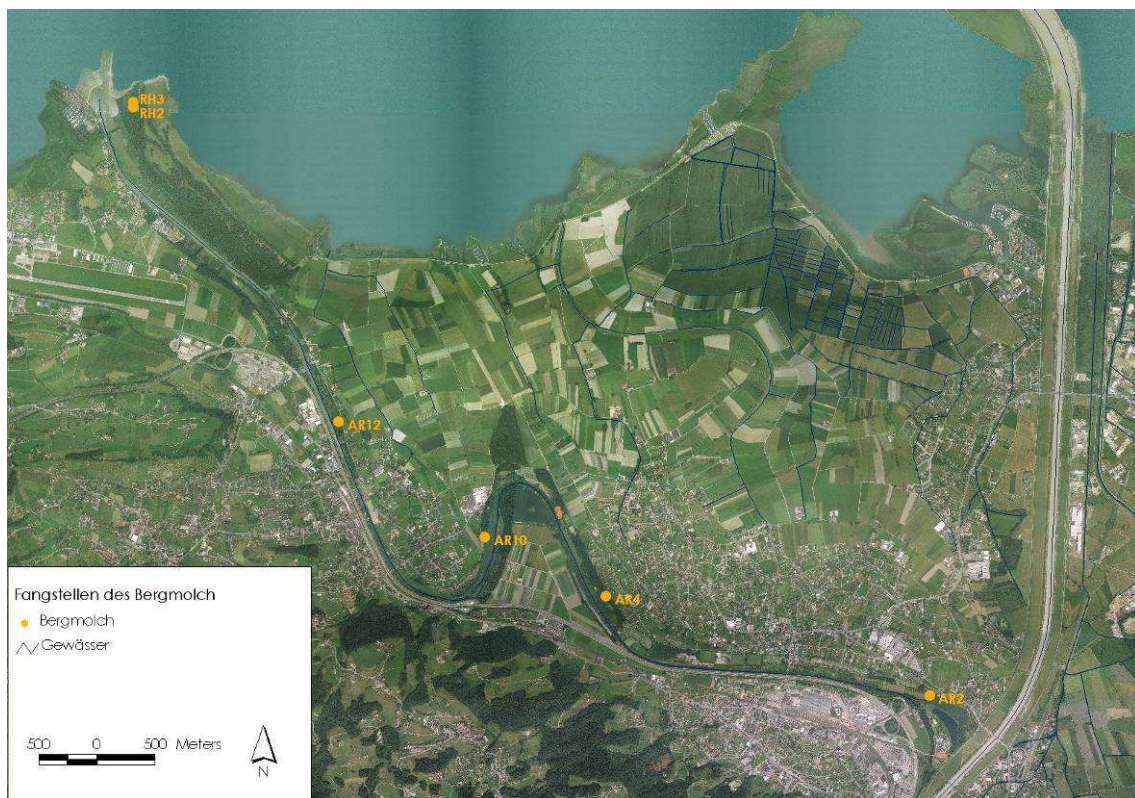 RH3
RH2
AR12
AR10
AR4
AR2
Fangstellen des Bergmolch
Bergmolch
Gewässer
500 0 500 Meters
N